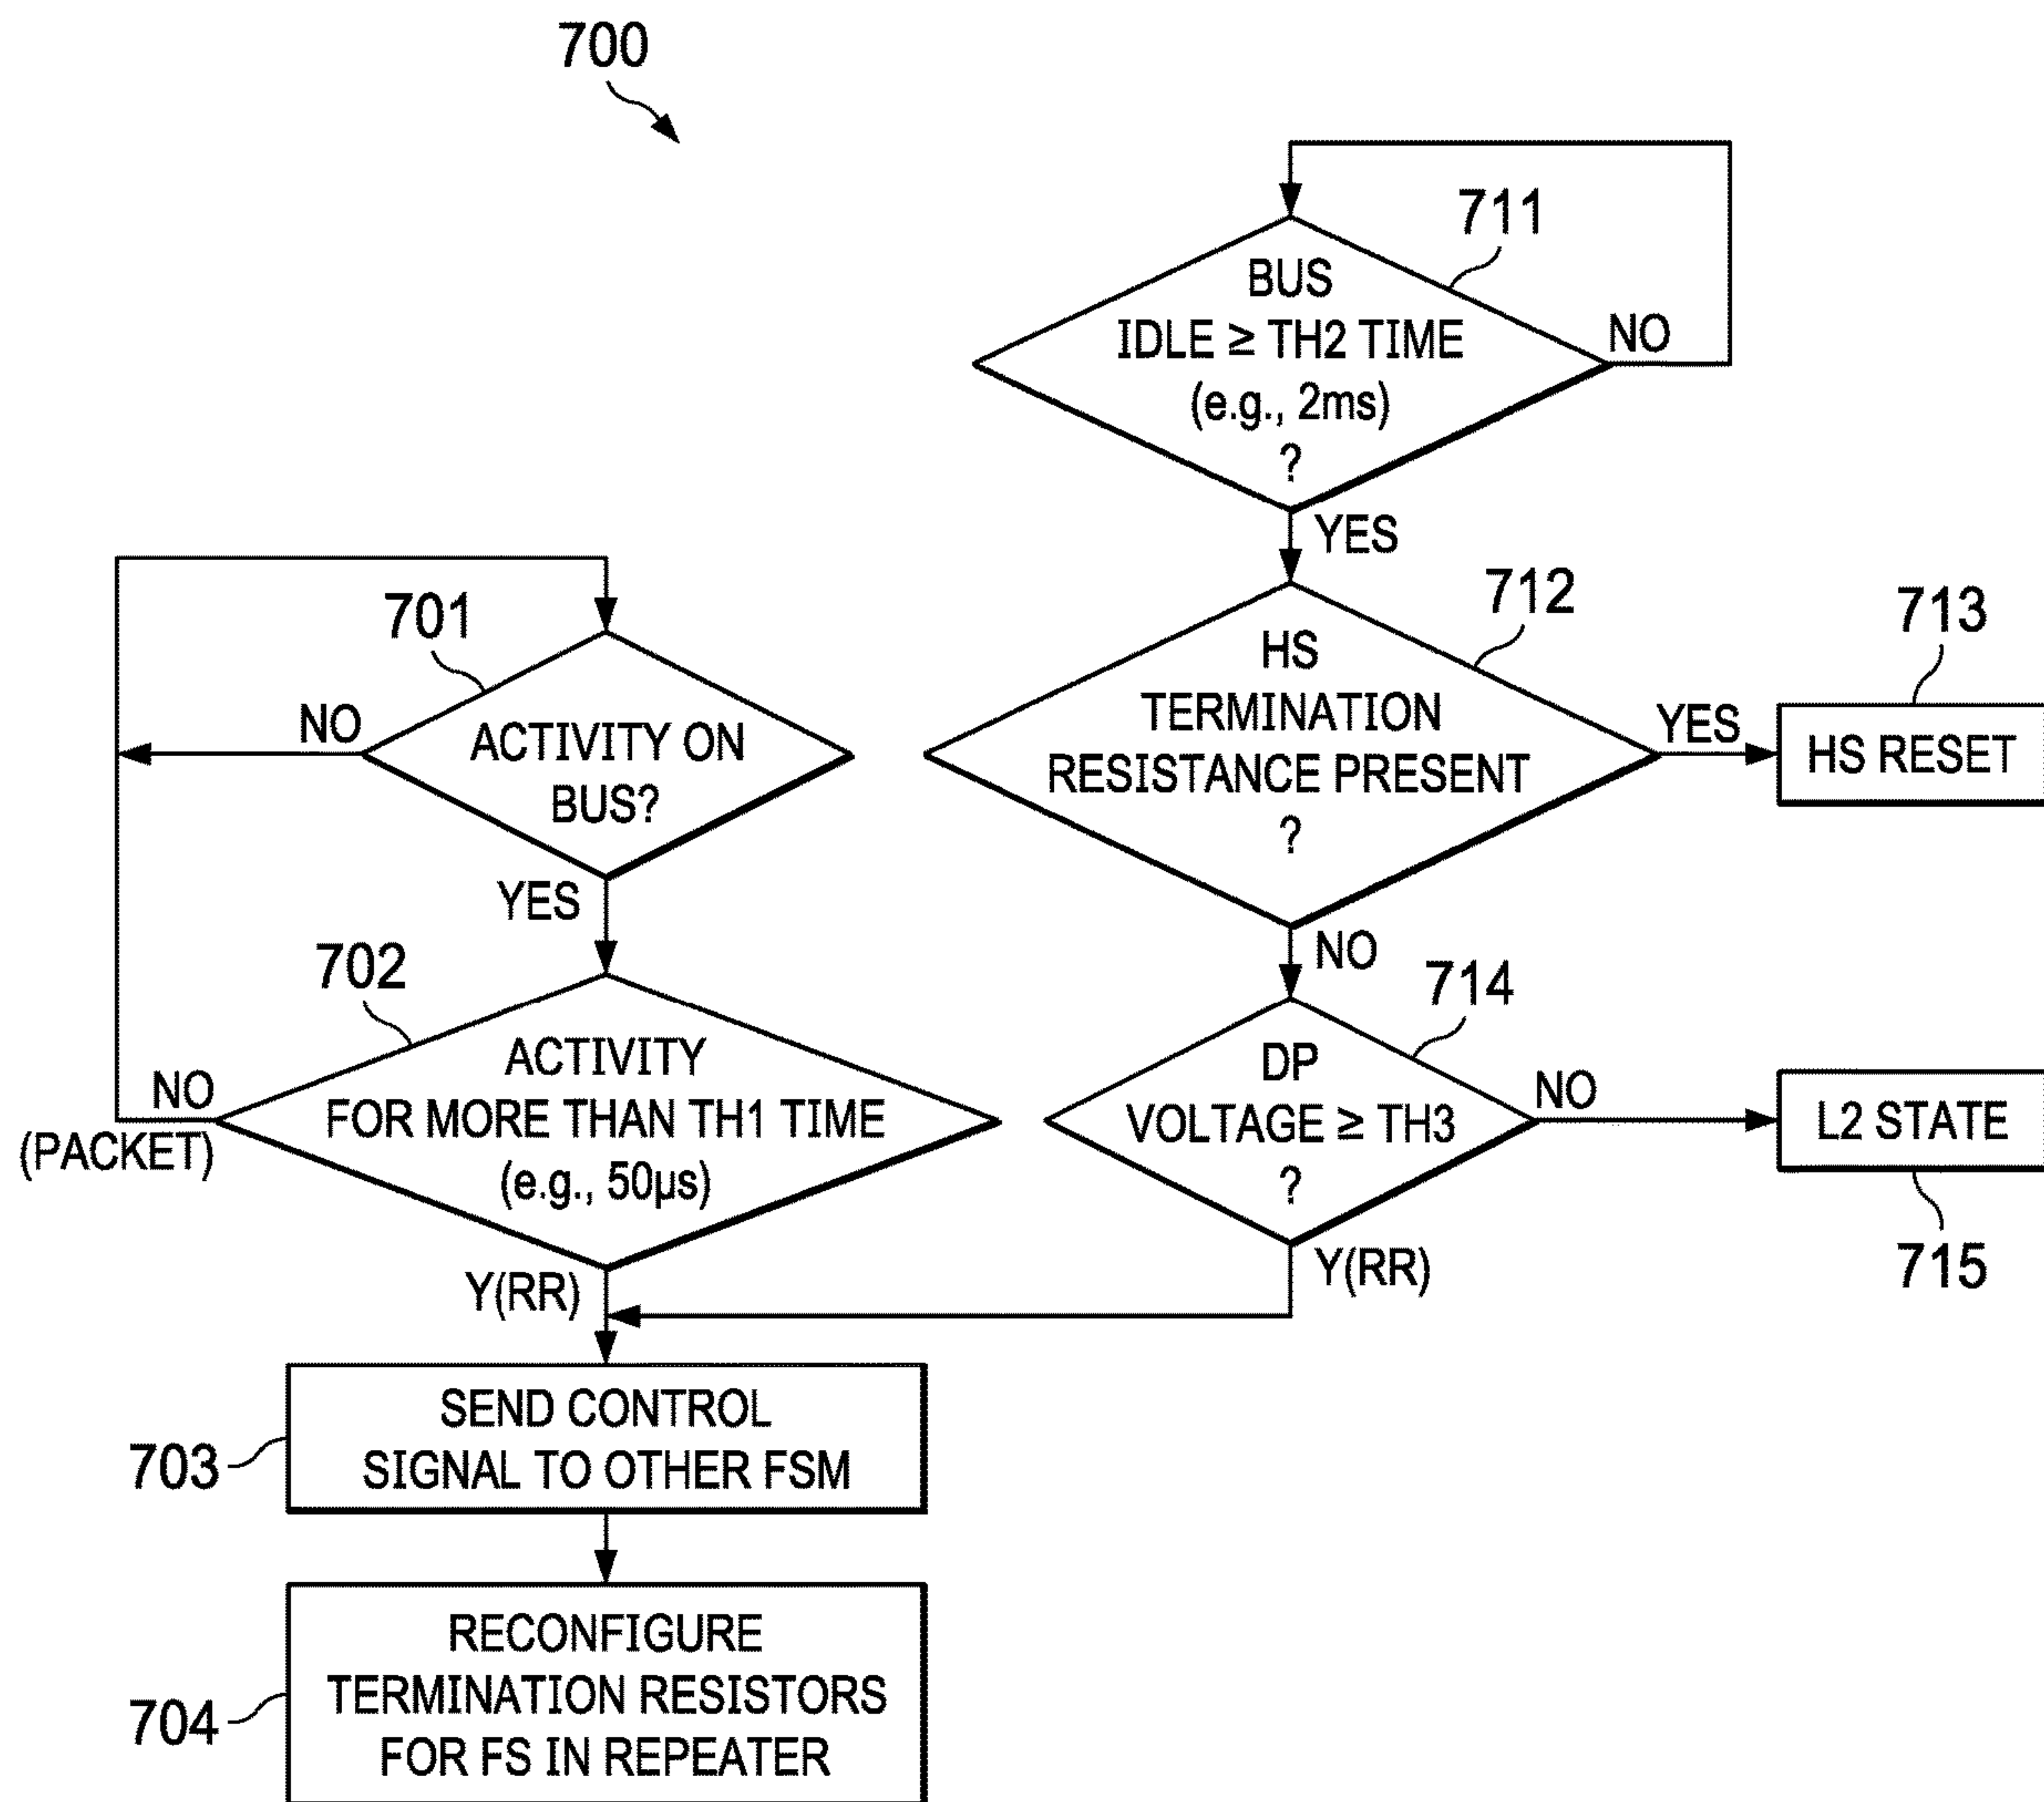 700
711
BUS
IDLE ≥ TH2 TIME
(e.g., 2ms)
?
NO
YES
712
HS
TERMINATION
RESISTANCE PRESENT
?
YES
713
HS RESET
NO
701
NO
ACTIVITY ON
BUS?
YES
702
ACTIVITY
FOR MORE THAN TH1 TIME
(e.g., 50µs)
NO
(PACKET)
Y(RR)
714
DP
VOLTAGE ≥ TH3
?
NO
L2 STATE
715
Y(RR)
703
SEND CONTROL
SIGNAL TO OTHER FSM
704
RECONFIGURE
TERMINATION RESISTORS
FOR FS IN REPEATER